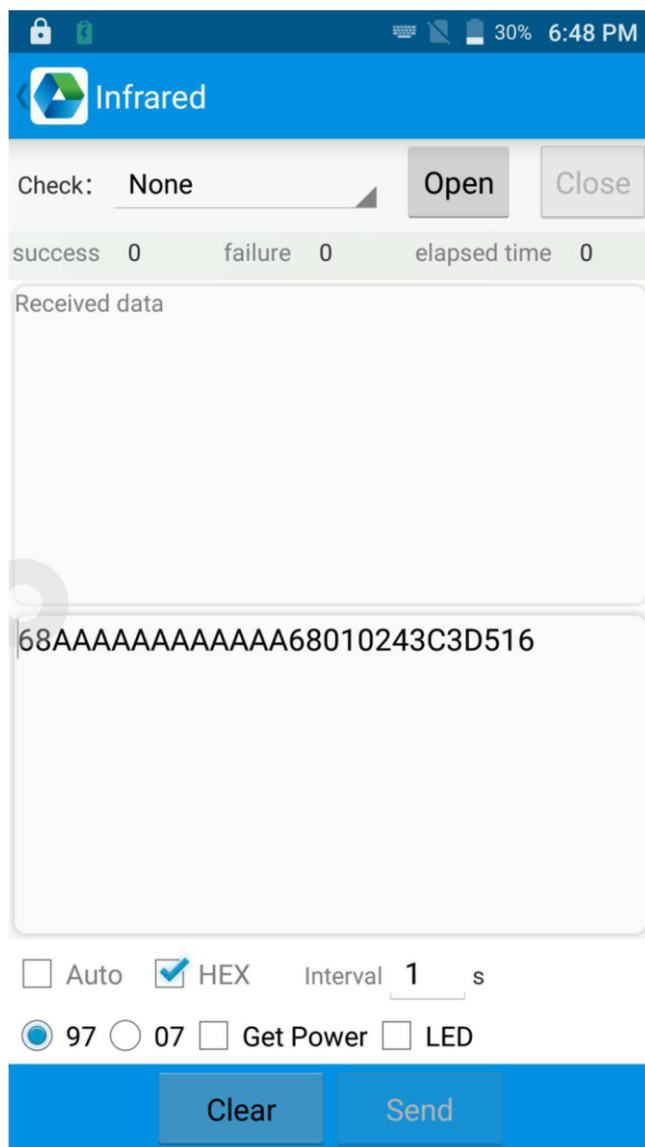 30% 6:48 PM
Infrared
Check: None Open Close
success 0 failure 0 elapsed time 0
Received data
68AAAAAAAAAAAA68010243C3D516
Auto HEX Interval 1 s
97 07 Get Power LED
Clear Send